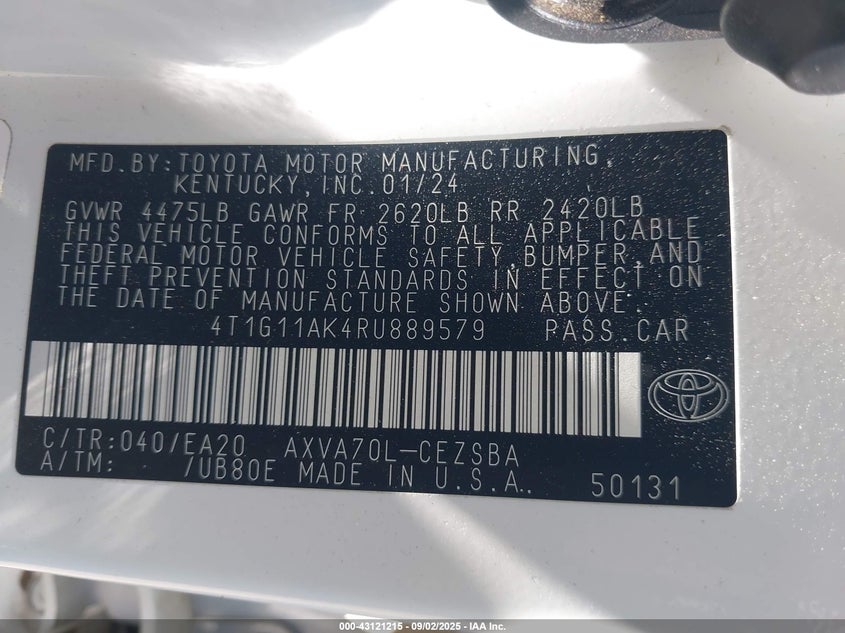 MFD.BY:TOYOTA MOTOR MANUFACTURING,
KENTUCKY,INC.01/24
GVWR 4475LB GAWR FR 2620LB RR 2420LB
THIS VEHICLE CONFORMS TO ALL APPLICABLE
FEDERAL MOTOR VEHICLE SAFETY,BUMPER,AND
THEFT PREVENTION STANDARDS IN EFFECT ON
THE DATE OF MANUFACTURE SHOWN ABOVE.
4T1G11AK4RU889579 PASS.CAR
C/TR:040/EA20 AXVA70L-CEZSBA
A/TM: /UB80E MADE IN U.S.A. 50131
000-43121215 - 09/02/2025 - IAA Inc.